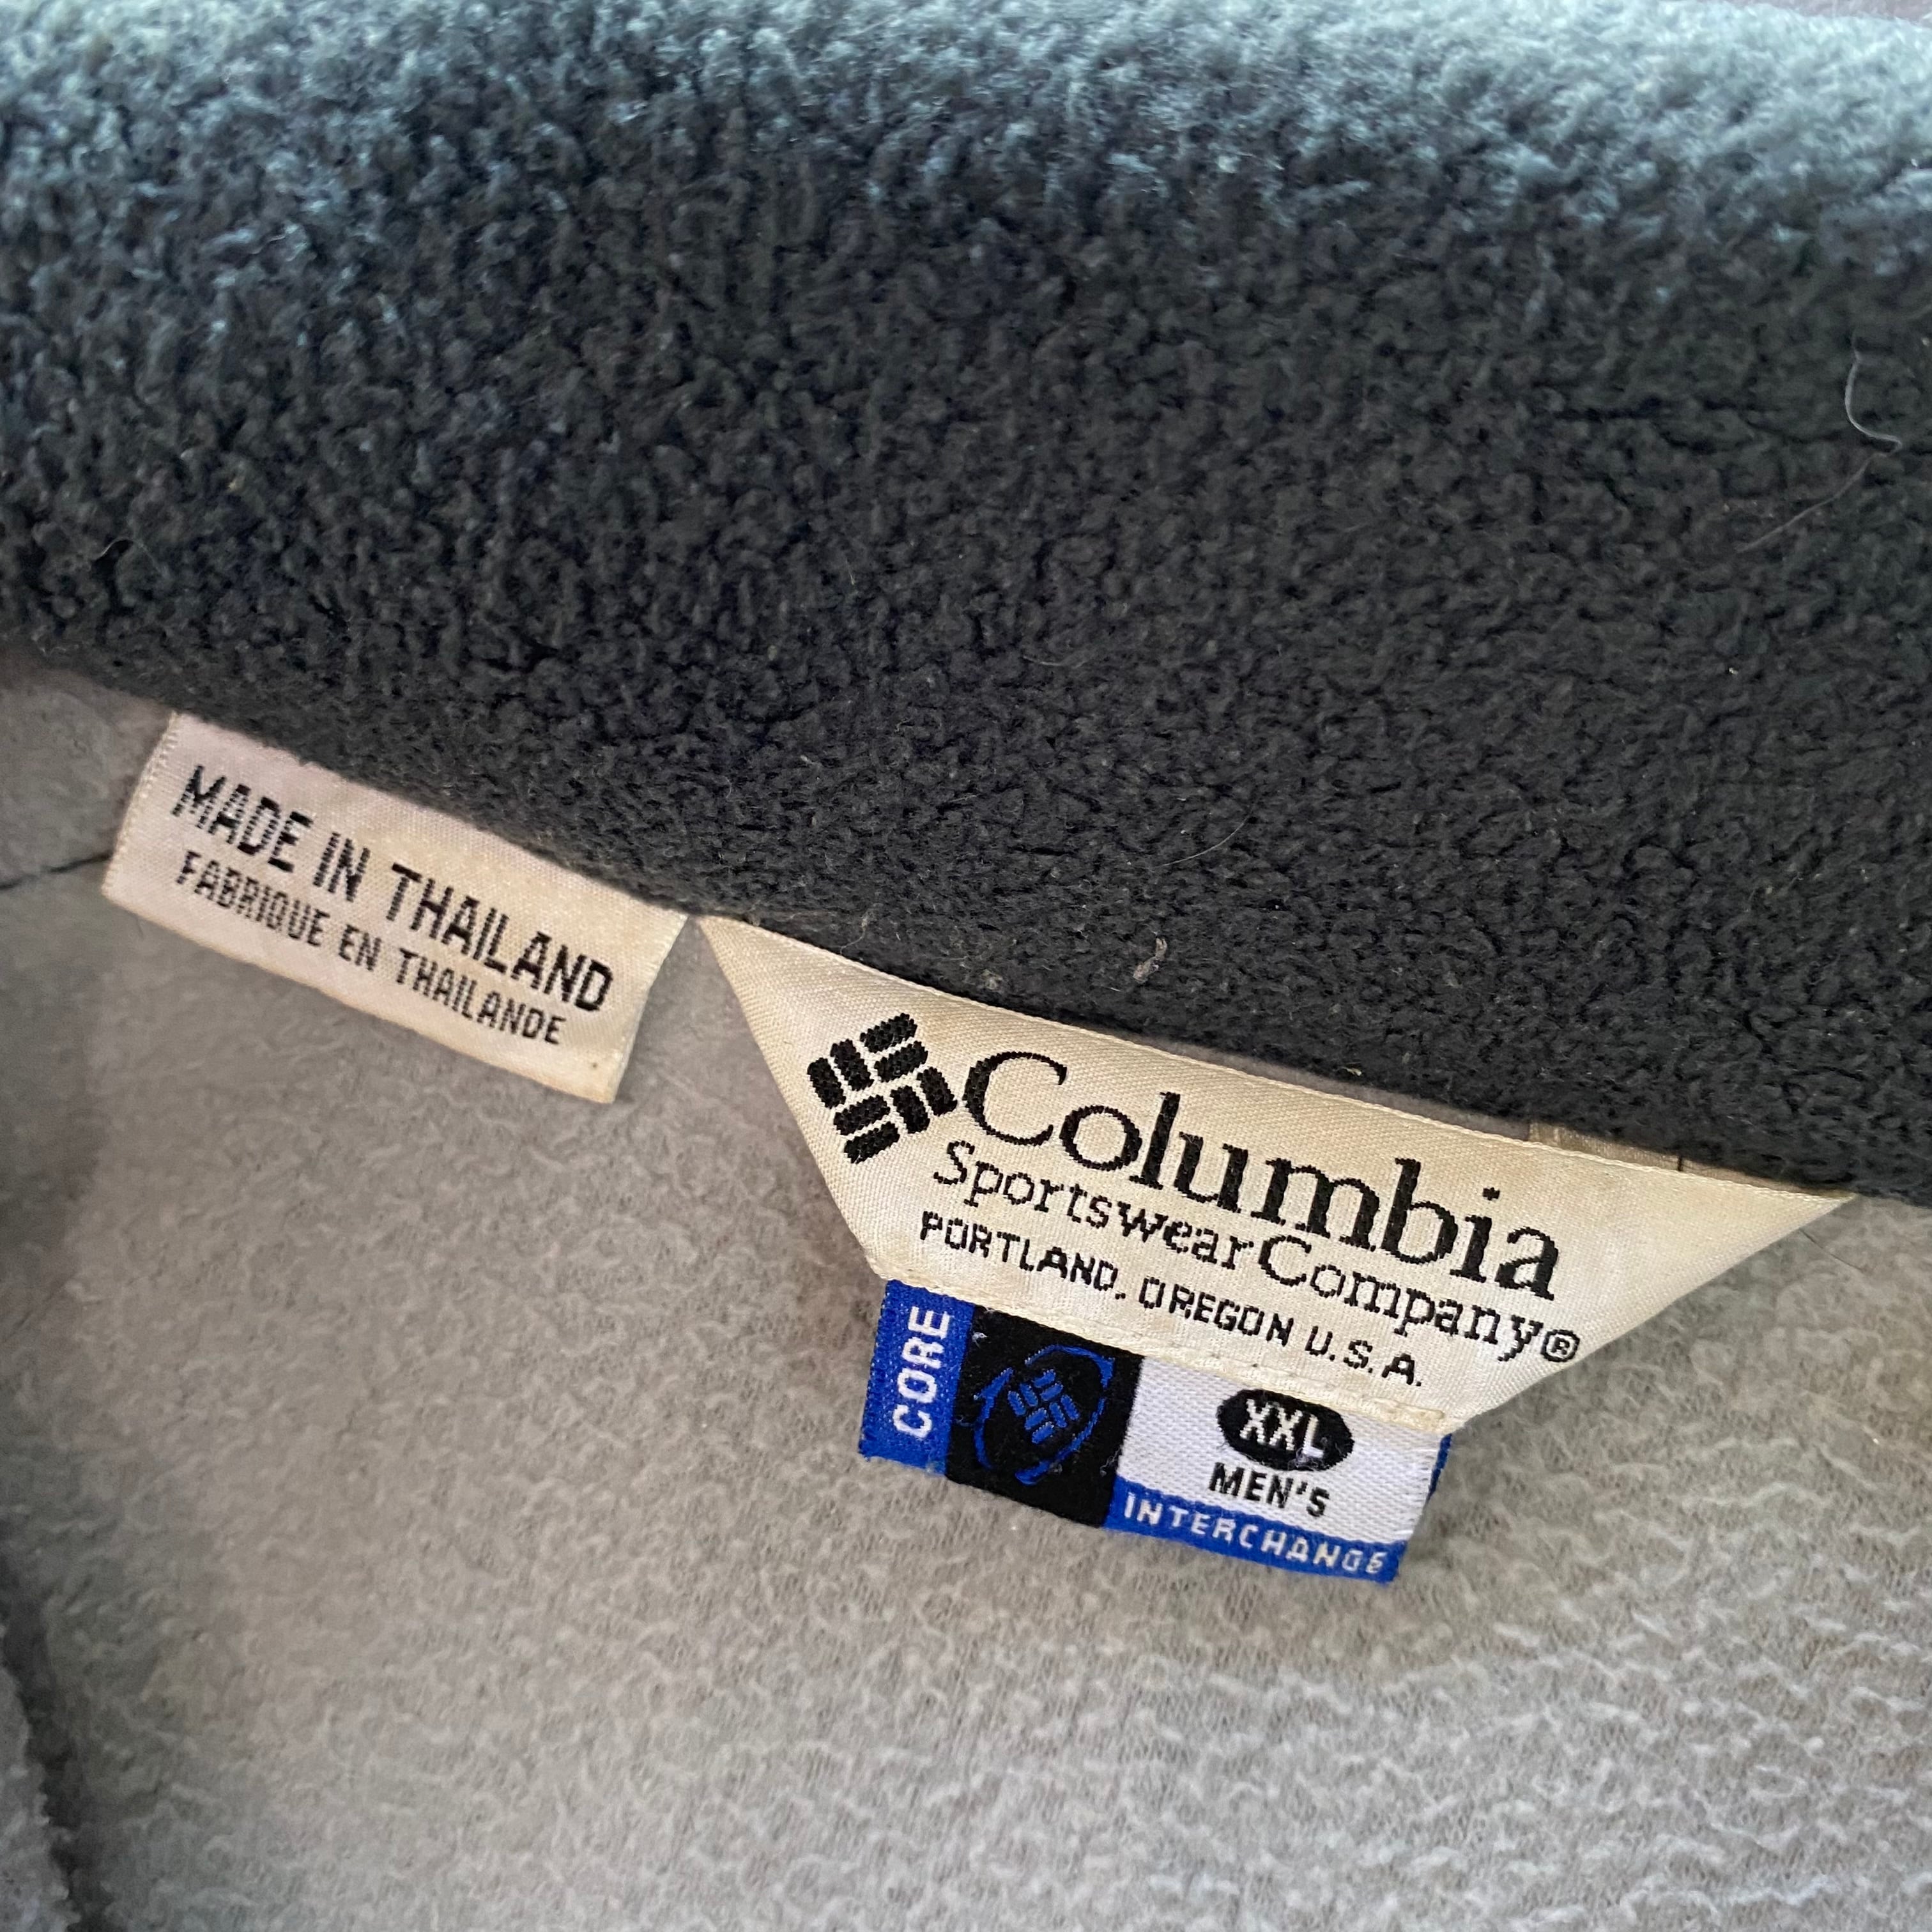 MADE IN THAILAND
FABRIQUE EN THAILANDE
Columbia
Sportswear Company®
PORTLAND, OREGON U.S.A.
CORE
XXL
MEN'S
INTERCHANGE